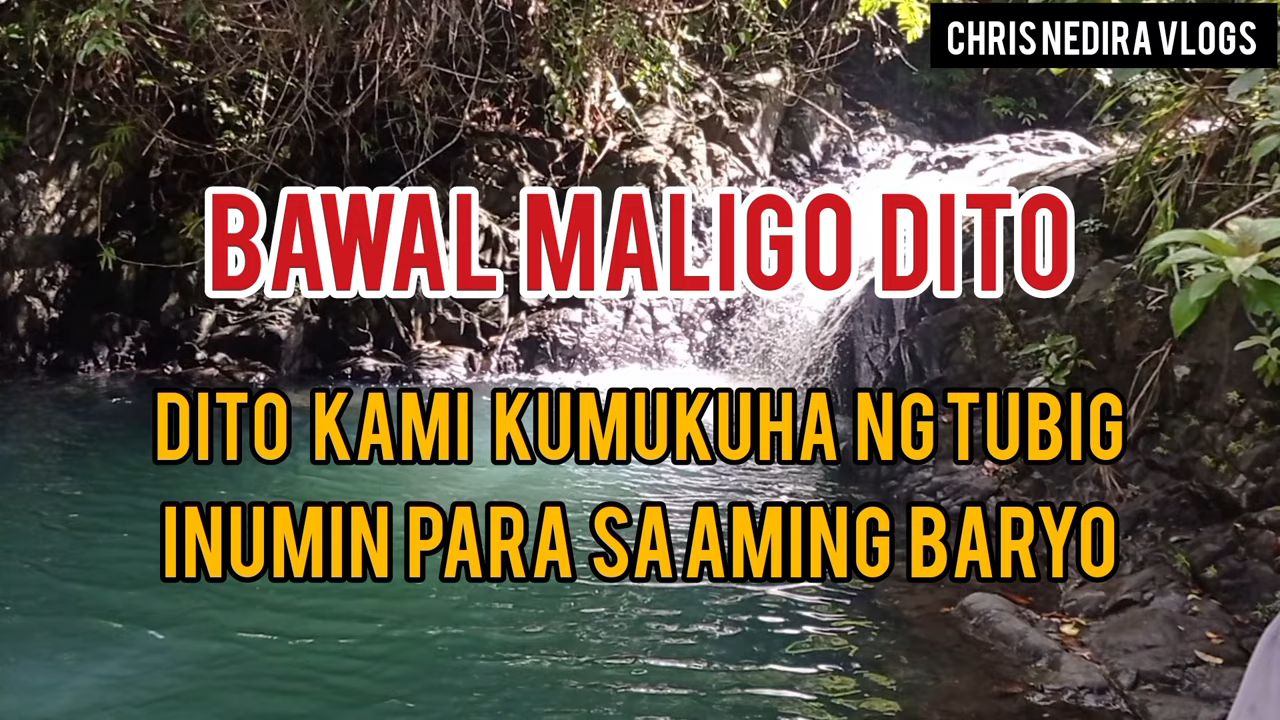 CHRIS NEDIRA VLOGS
BAWAL MALIGO DITO
DITO KAMI KUMUKUHA NG TUBIG
INUMIN PARA SA AMING BARYO